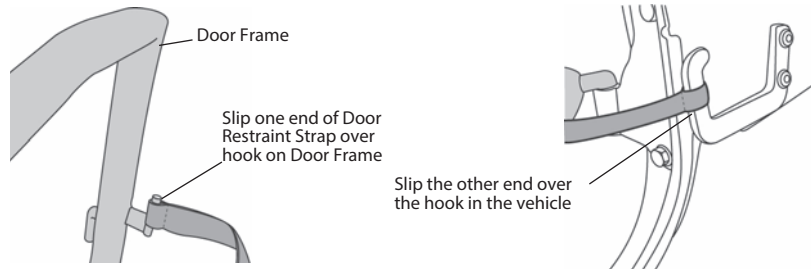 Door Frame
Slip one end of Door
Restraint Strap over
hook on Door Frame
Slip the other end over
the hook in the vehicle